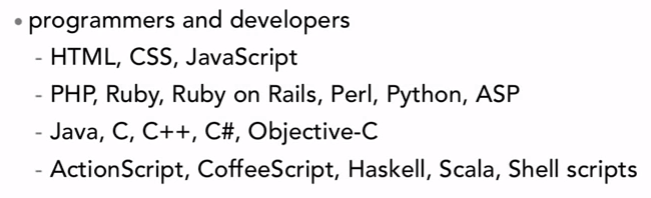 • programmers and developers
- HTML, CSS, JavaScript
- PHP, Ruby, Ruby on Rails, Perl, Python, ASP
- Java, C, C++, C#, Objective-C
- ActionScript, CoffeeScript, Haskell, Scala, Shell scripts